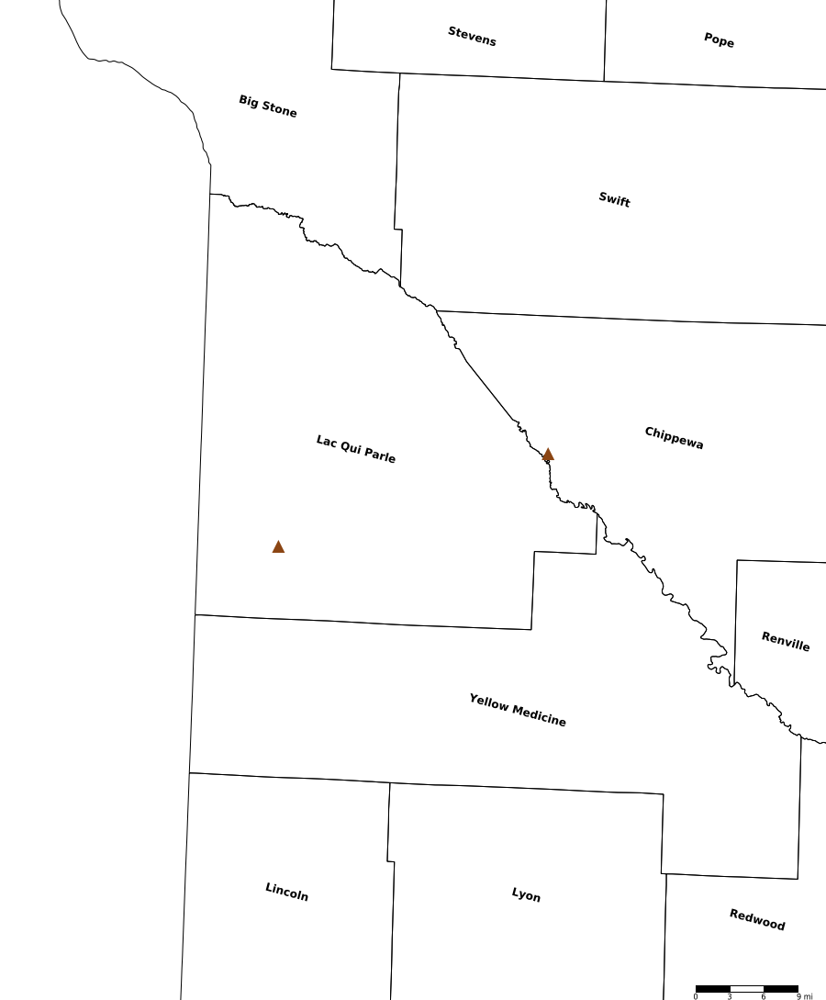 Stevens
Pope
Big Stone
Swift
Chippewa
Lac Qui Parle
Renville
Yellow Medicine
Lincoln
Lyon
Redwood
0 3 6 9 mi